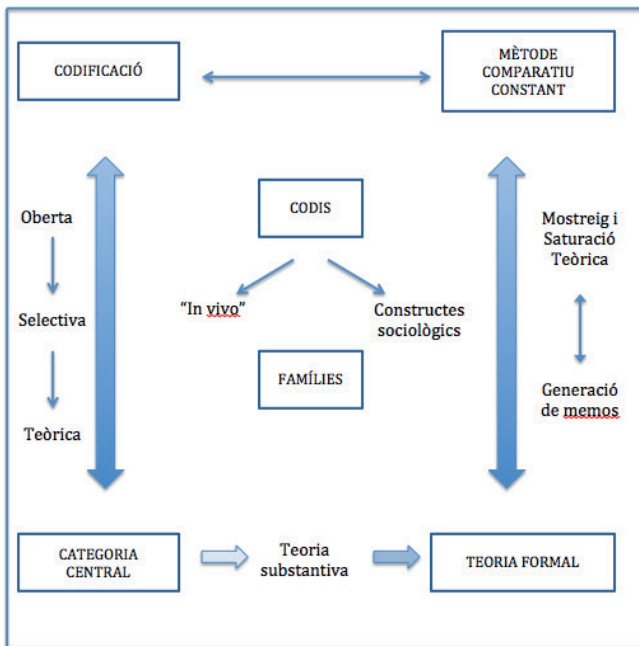 CODIFICACIÓ
MÈTODE
COMPARATIU
CONSTANT
CODIS
Oberta
Mostreig i
Saturació
Teòrica
"In vivo"
Constructes
sociològics
Selectiva
FAMÍLIES
Generació
de memos
Teòrica
CATEGORIA
CENTRAL
Teoria
substantiva
TEORIA FORMAL